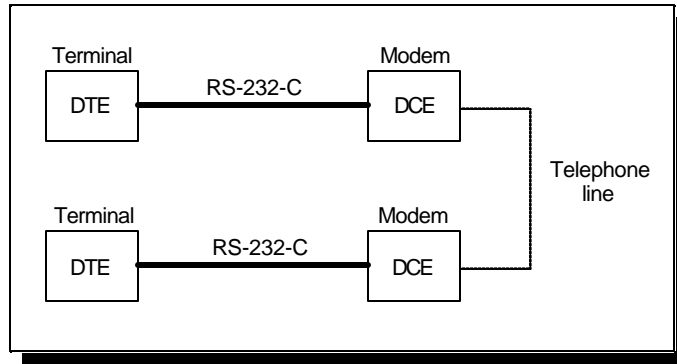 Terminal
Modem
RS-232-C
DTE
DCE
Telephone
line
Terminal
Modem
RS-232-C
DTE
DCE